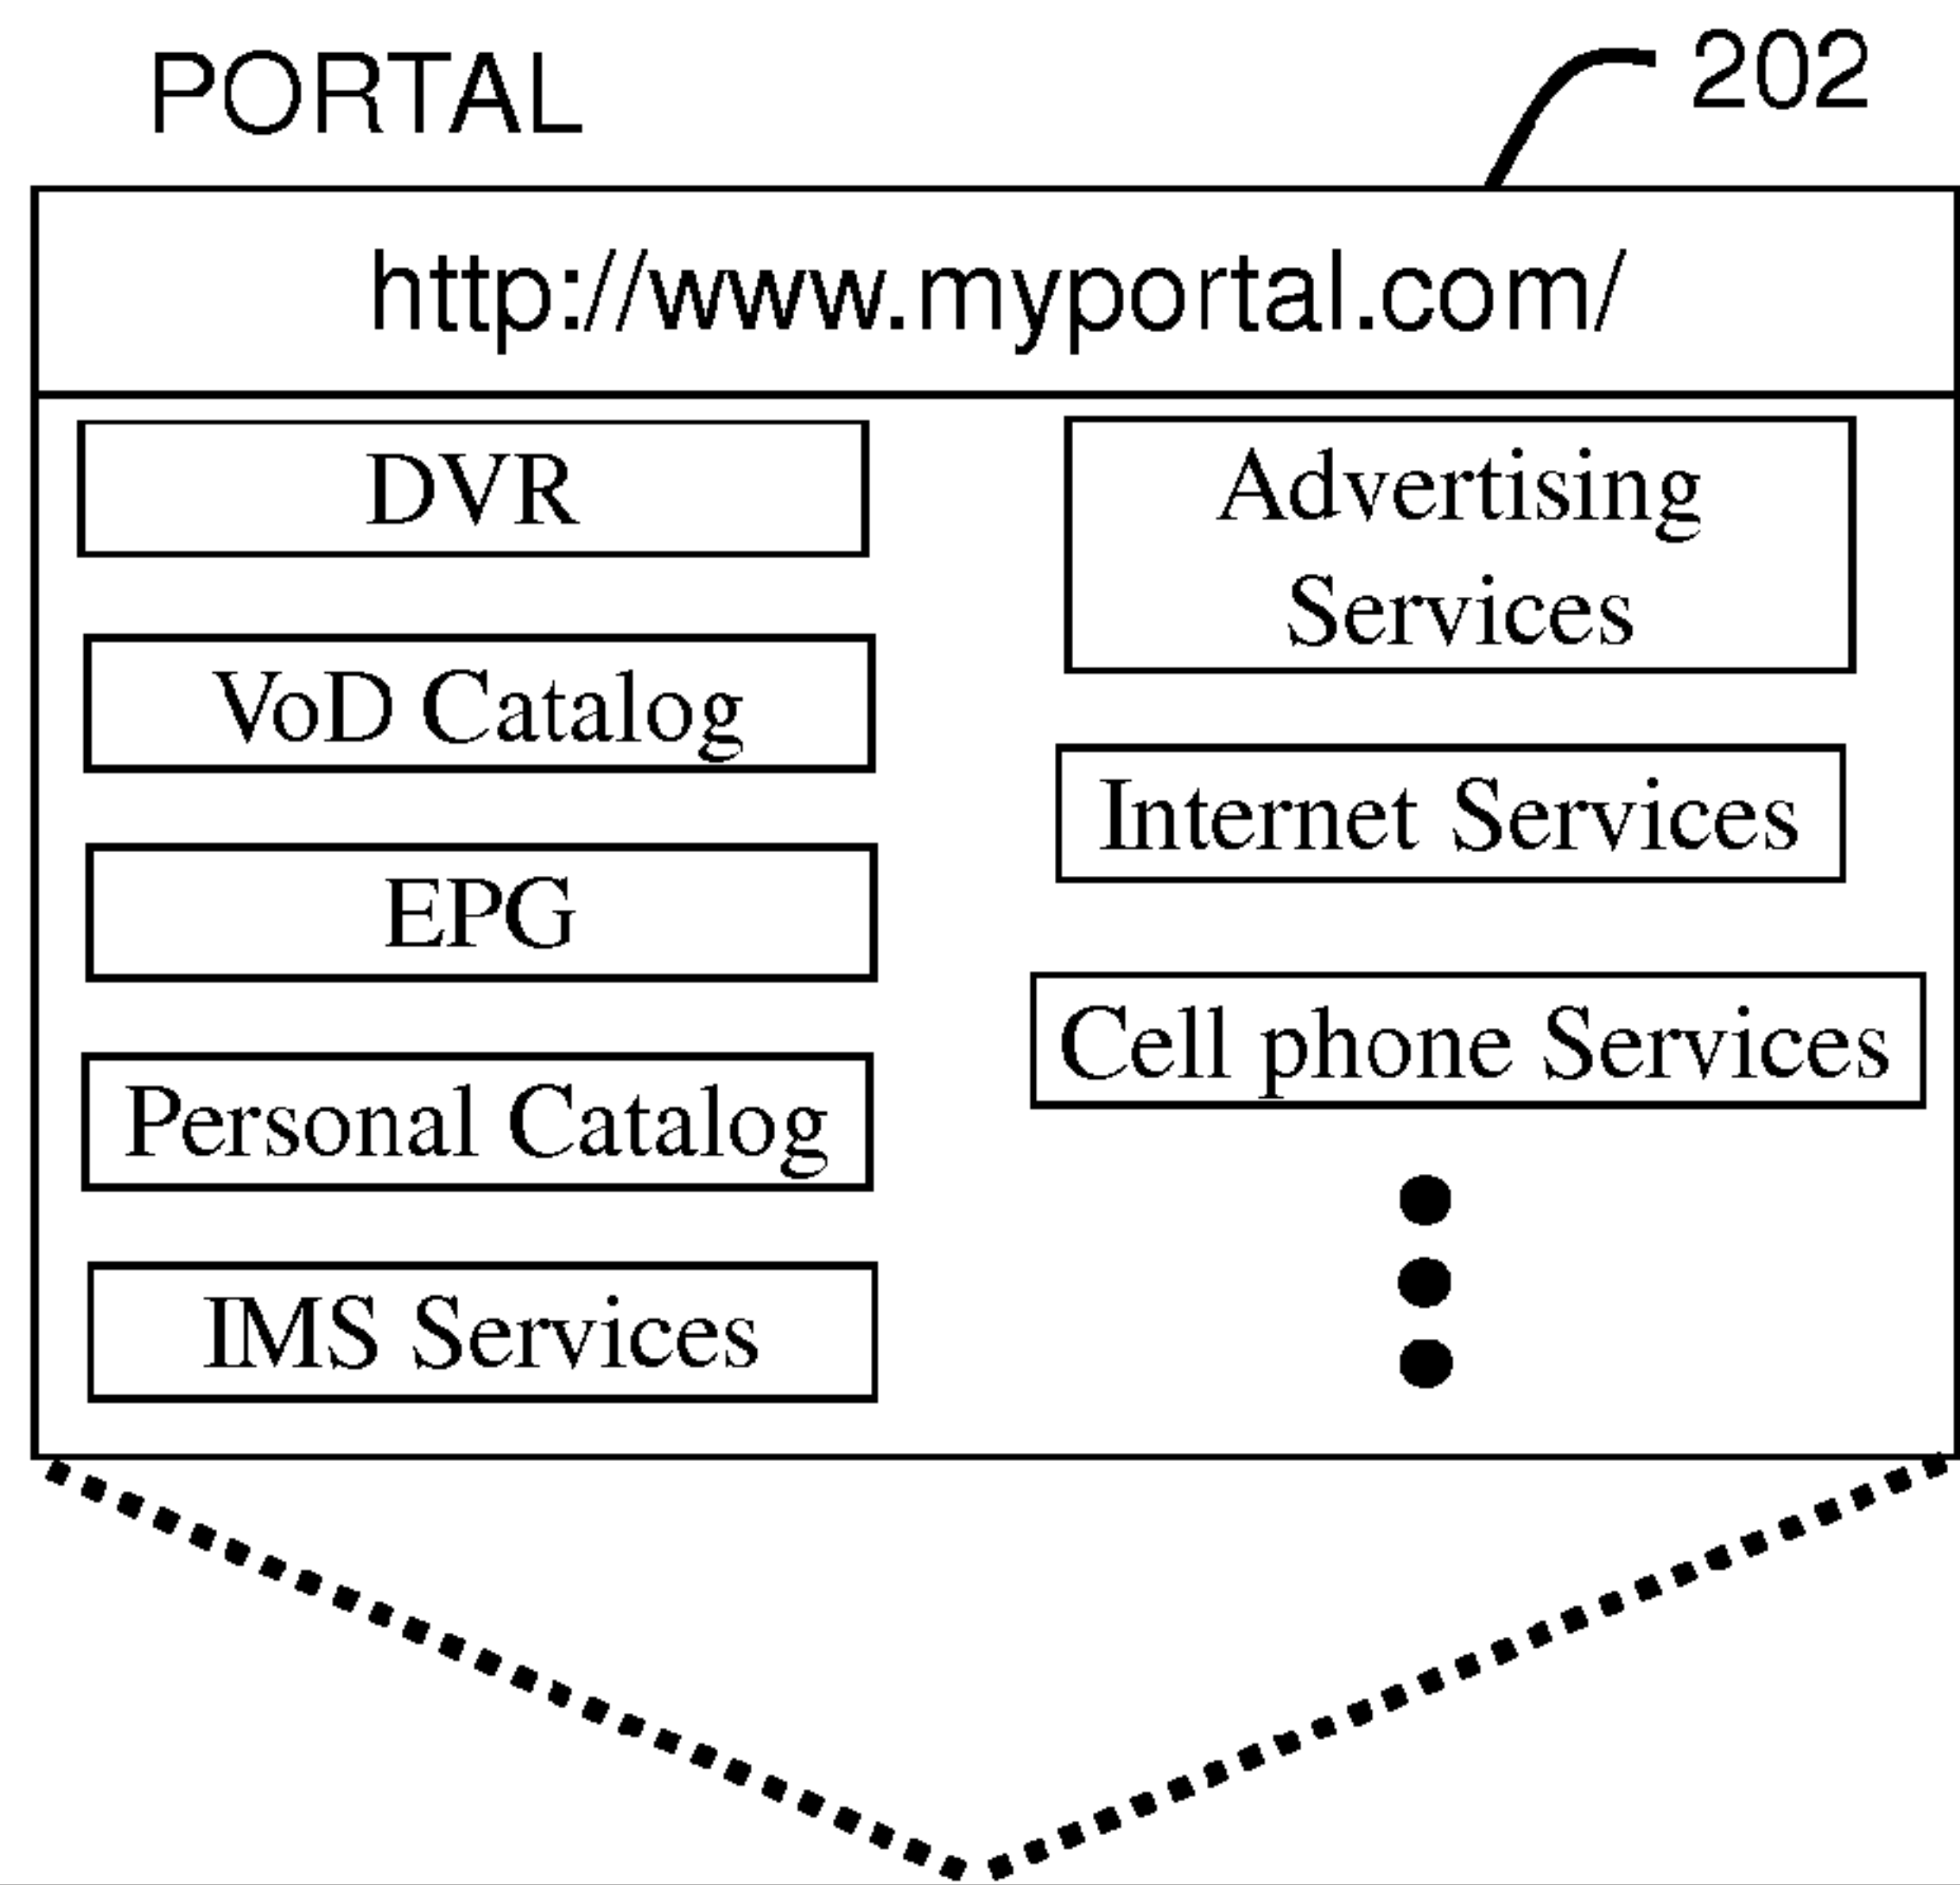 PORTAL
202
http://www.myportal.com/
DVR
VoD Catalog
EPG
Personal Catalog
IMS Services
Advertising
Services
Internet Services
Cell phone Services